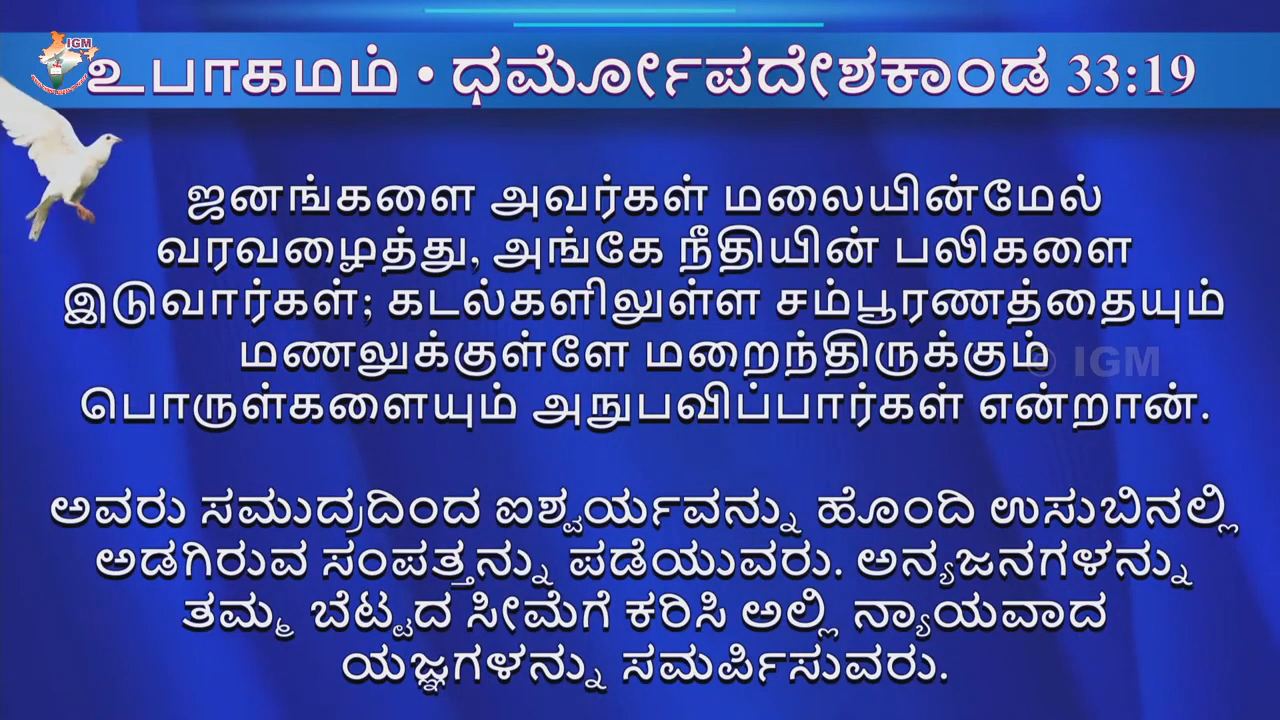 IGM
உபாகமம் • ಧರ್ಮೋಪದೇಶಕಾಂಡ 33:19
ஜனங்களை அவர்கள் மலையின்மேல்
வரவழைத்து, அங்கே நீதியின் பலிகளை
இடுவார்கள்; கடல்களிலுள்ள சம்பூரணத்தையும்
மணலுக்குள்ளே மறைந்திருக்கும்
© IGM
பொருள்களையும் அநுபவிப்பார்கள் என்றான்.
ಅವರು ಸಮುದ್ರದಿಂದ ಐಶ್ವರ್ಯವನ್ನು ಹೊಂದಿ ಉಸುಬಿನಲ್ಲಿ
ಅಡಗಿರುವ ಸಂಪತ್ತನ್ನು ಪಡೆಯುವರು. ಅನ್ಯಜನಗಳನ್ನು
ತಮ್ಮ ಬೆಟ್ಟದ ಸೀಮೆಗೆ ಕರಿಸಿ ಅಲ್ಲಿ ನ್ಯಾಯವಾದ
ಯಜ್ಞಗಳನ್ನು ಸಮರ್ಪಿಸುವರು.